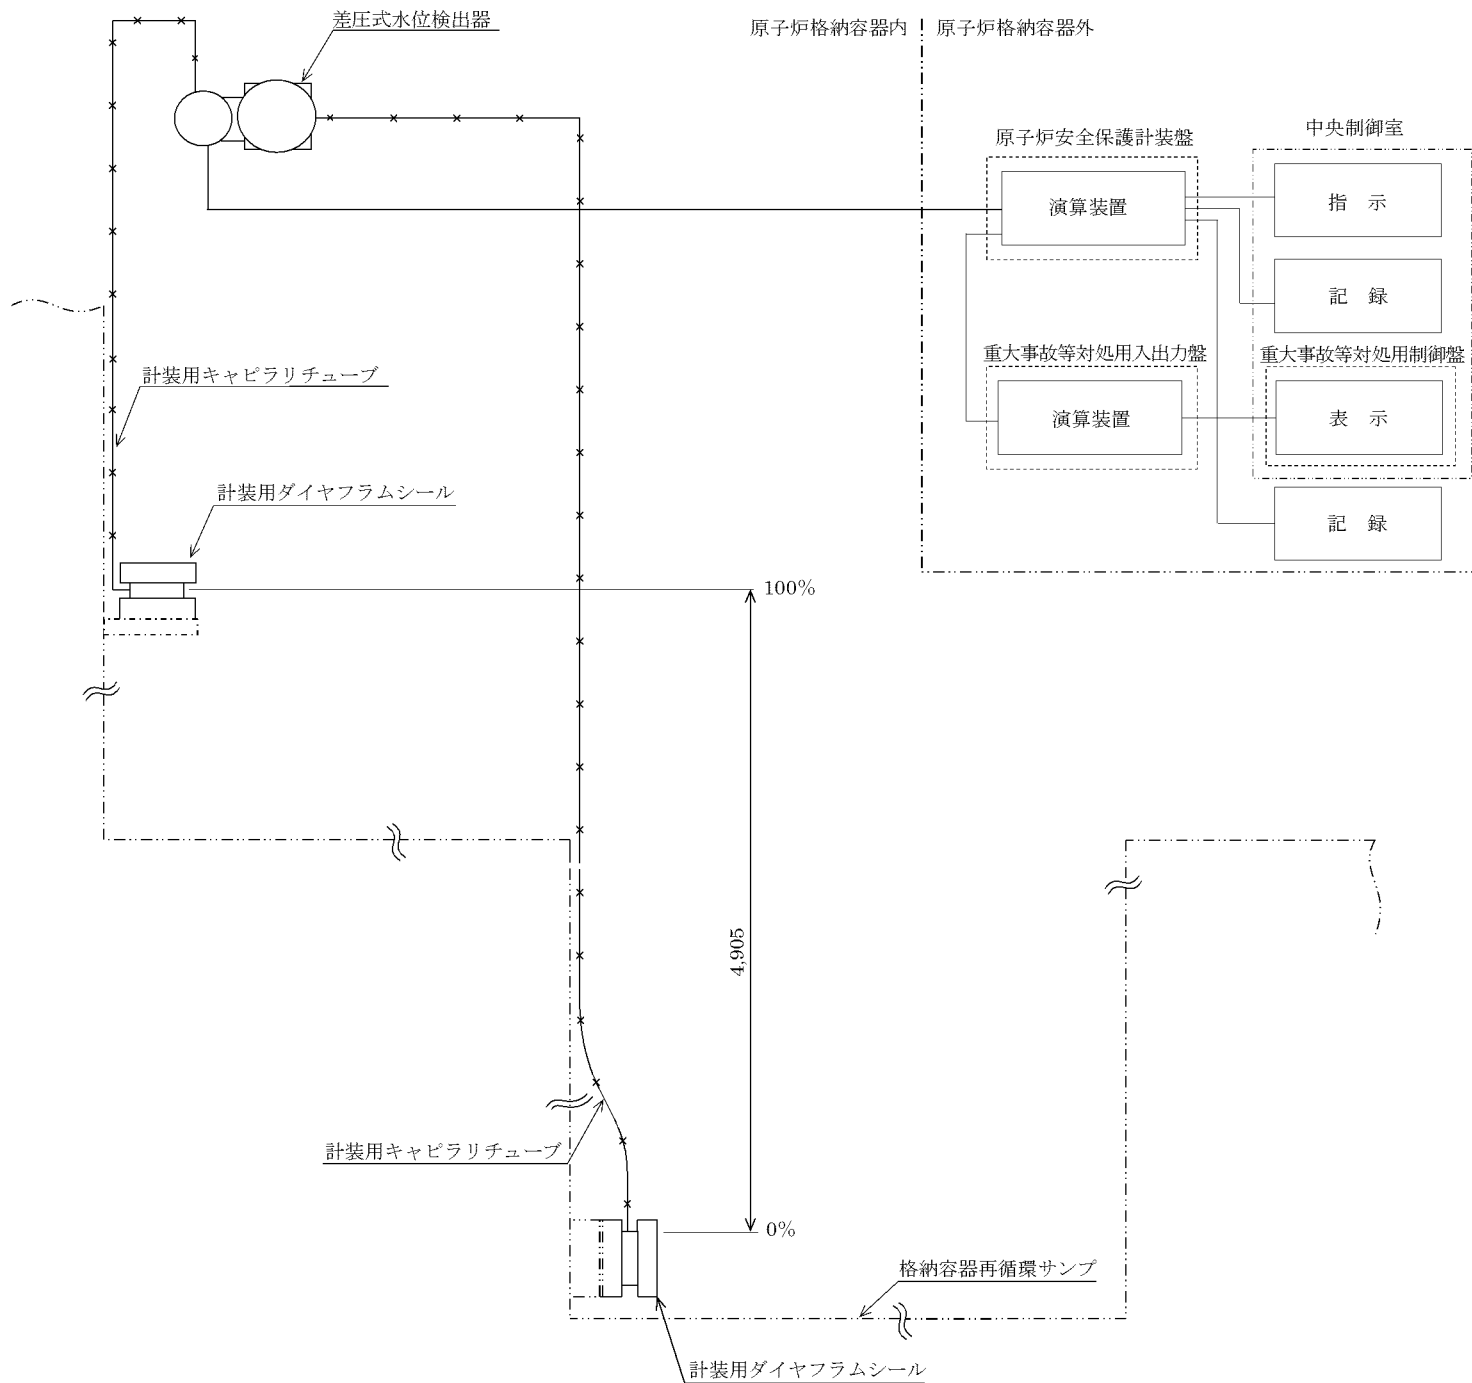 差圧式水位検出器
原子炉格納容器内
原子炉格納容器外
原子炉安全保護計装盤
中央制御室
演算装置
指 示
記 録
重大事故等対処用入出力盤
重大事故等対処用制御盤
演算装置
表 示
記 録
計装用キャピラリチューブ
計装用ダイヤフラムシール
100%
4,905
計装用キャピラリチューブ
0%
格納容器再循環サンプ
計装用ダイヤフラムシール